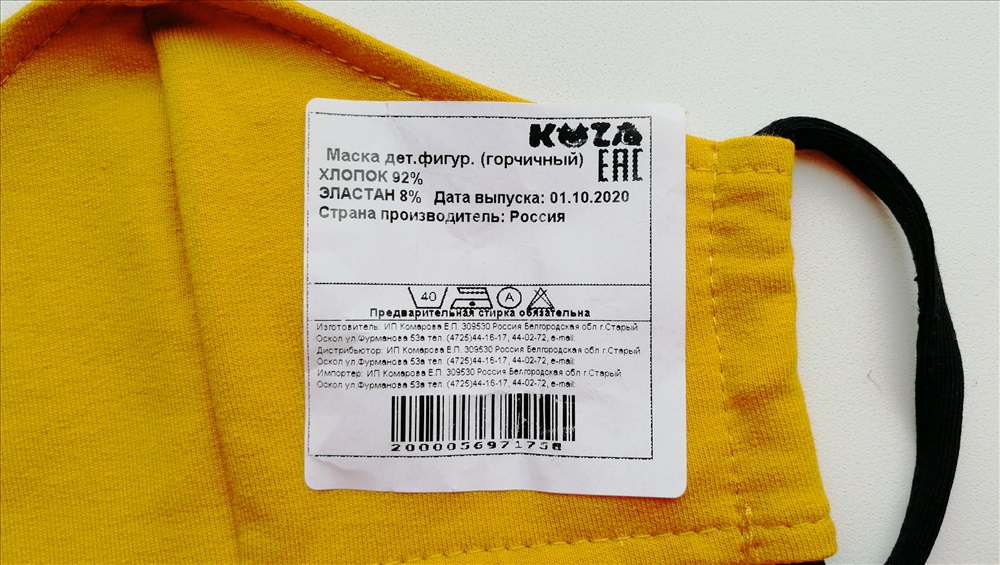 KOZA
Маска дет.фигур. (горчичный)
EAC
ХЛОПОК 92%
ЭЛАСТАН 8% Дата выпуска: 01.10.2020
Страна производитель: Россия
40 A
Предварительная стирка обязательна
Изготовитель: ИП Комарова Е.П. 309530 Россия Белгородская обл г.Старый
Оскол ул.Фурманова 53а тел. (4725)44-16-17, 44-02-72, e-mail:
Дистрибьютор: ИП Комарова Е.П. 309530 Россия Белгородская обл г.Старый
Оскол ул.Фурманова 53а тел. (4725)44-16-17, 44-02-72, e-mail:
Импортер: ИП Комарова Е.П. 309530 Россия Белгородская обл г.Старый
Оскол ул.Фурманова 53а тел. (4725)44-16-17, 44-02-72, e-mail:
2000056971758